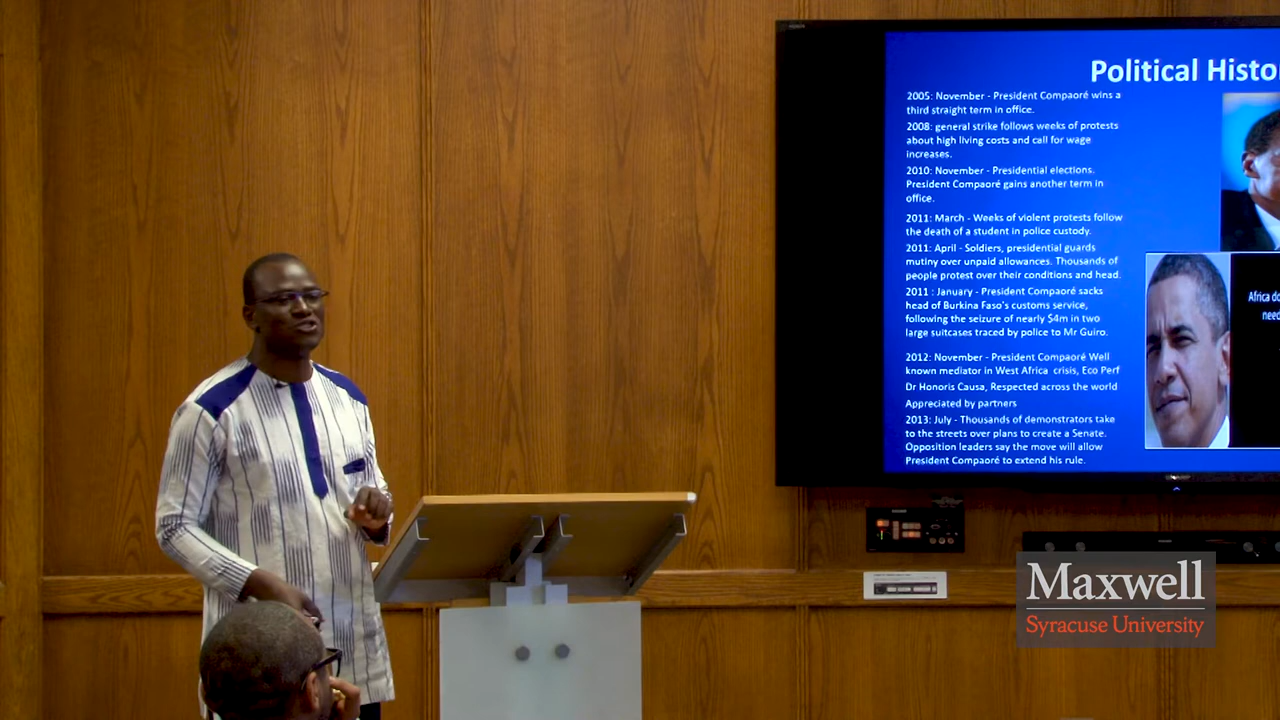 Political Histo
2005: November - President Compaoré wins a
third straight term in office.
2008: general strike follows weeks of protests
about high living costs and call for wage
increases.
2010: November - Presidential elections.
President Compaoré gains another term in
office.
2011: March - Weeks of violent protests follow
the death of a student in police custody.
2011: April - Soldiers, presidential guards
mutiny over unpaid allowances. Thousands of
people protest over their conditions and head.
2011 : January - President Compaoré sacks
head of Burkina Faso's customs service,
following the seizure of nearly $4m in two
large suitcases traced by police to Mr Guiro.
2012: November - President Compaoré Well
known mediator in West Africa crisis, Eco Perf
Dr Honoris Causa, Respected across the world
Appreciated by partners
2013: July - Thousands of demonstrators take
to the streets over plans to create a Senate.
Opposition leaders say the move will allow
President Compaoré to extend his rule.
Africa do
need
Maxwell
Syracuse University